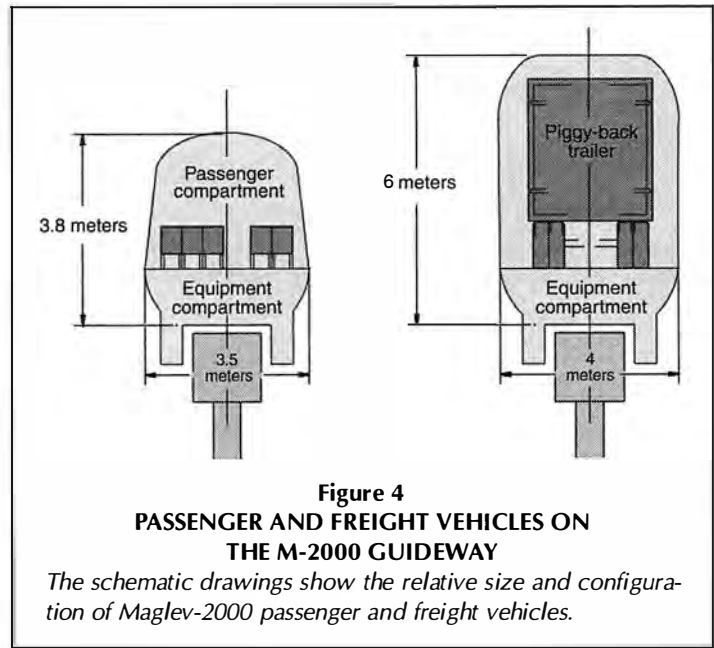 Passenger
compartment
3.8 meters
Equipment
compartment
3.5
meters
Piggy-back
trailer
6 meters
Equipment
compartment
4
meters
Figure 4
PASSENGER AND FREIGHT VEHICLES ON
THE M-2000 GUIDEWAY
The schematic drawings show the relative size and configura-
tion of Maglev-2000 passenger and freight vehicles.